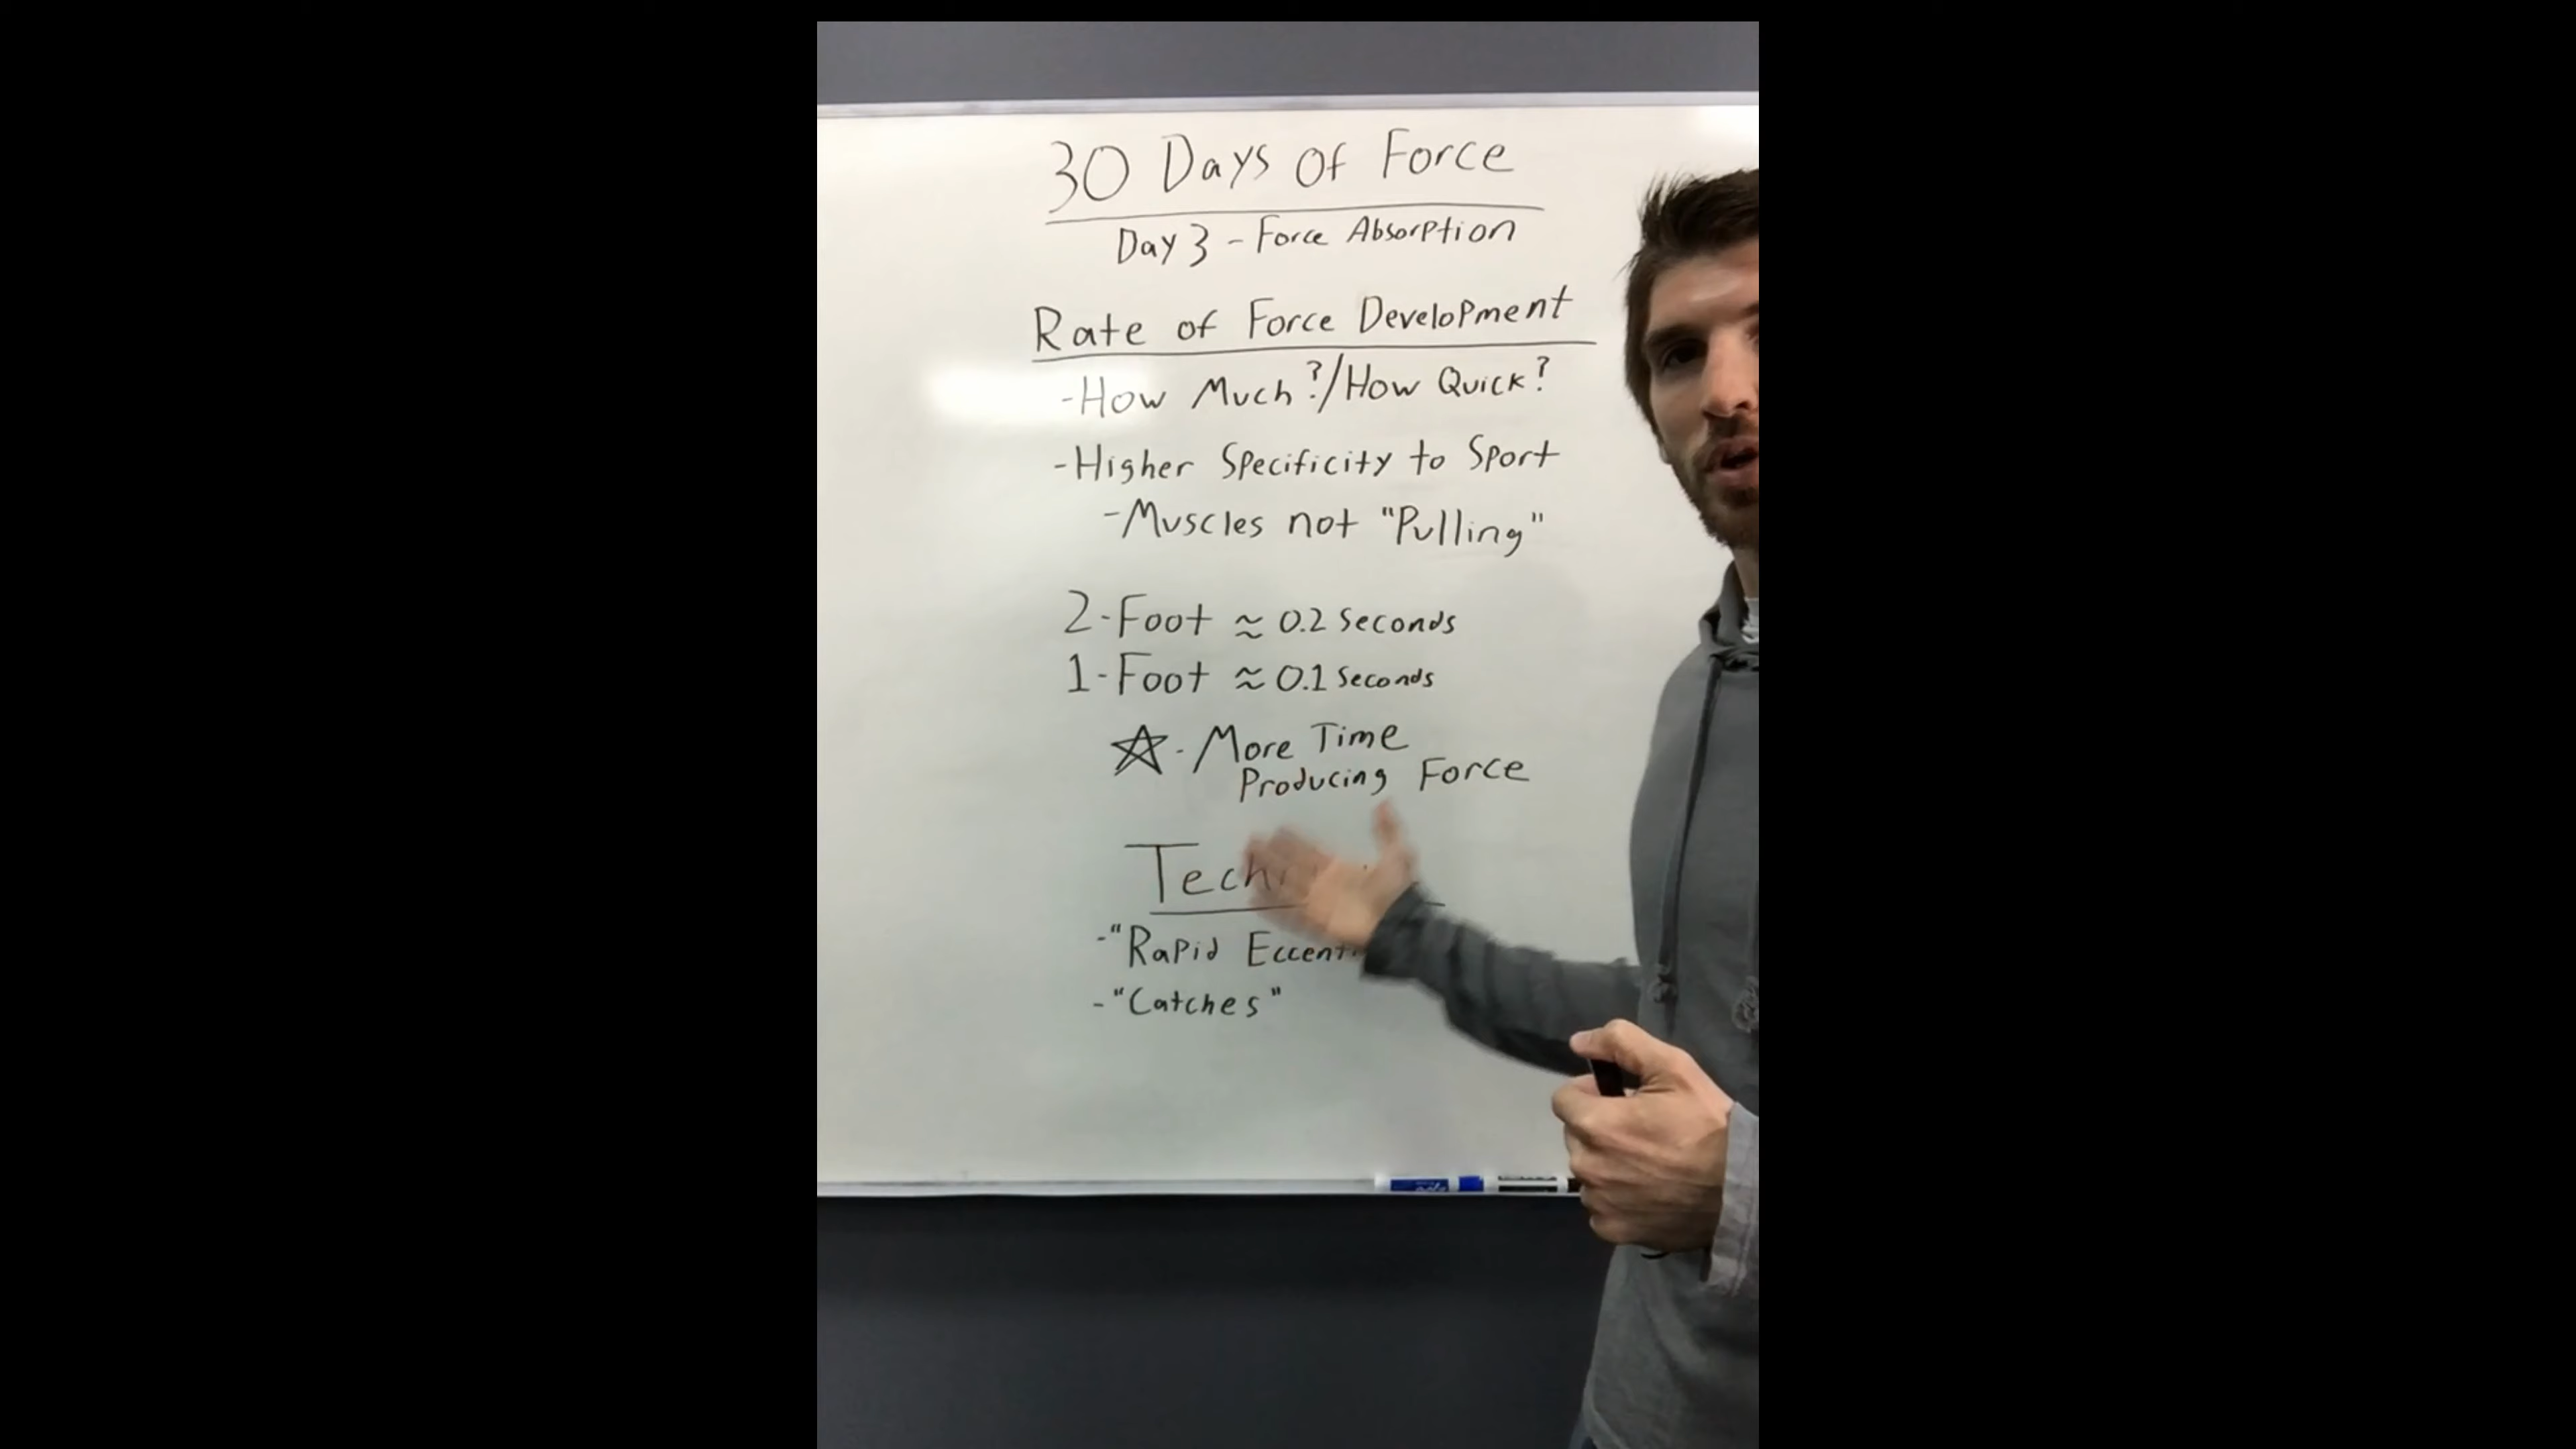 30 Days Of Force
Day 3 - Force Absorption
Rate of Force Development
- How Much?/How Quick?
- Higher Specificity to Sport
- Muscles not "Pulling"
2-Foot ≈ 0.2 Seconds
1-Foot ≈ 0.1 Seconds
☆ - More Time
Producing Force
- "Rapid
- "Catches"